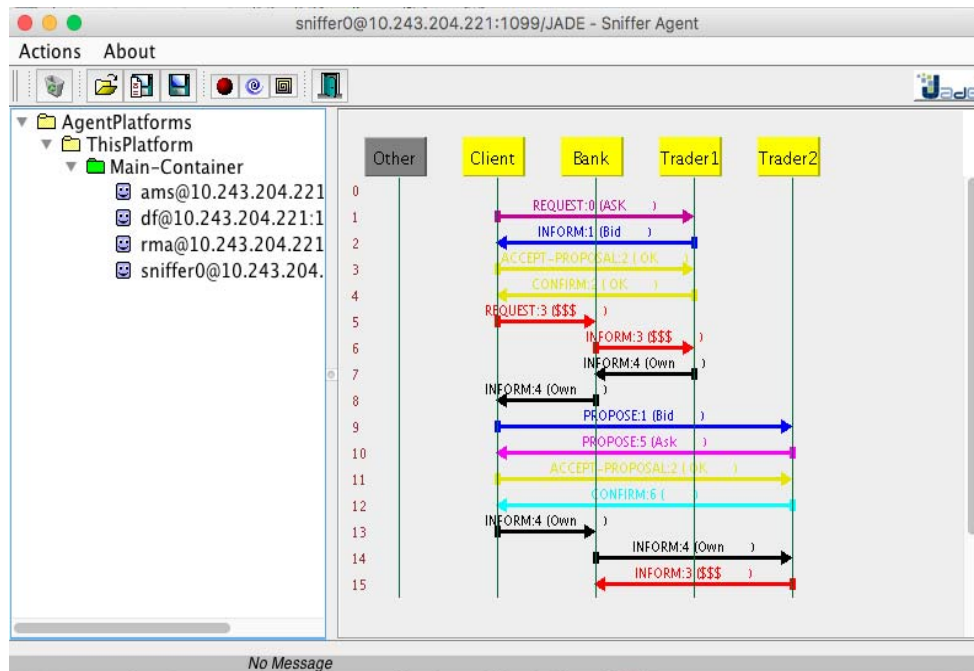 sniffer0@10.243.204.221:1099/JADE - Sniffer Agent
Actions About
Jade
AgentPlatforms
ThisPlatform
Main-Container
ams@10.243.204.221
df@10.243.204.221:1
rma@10.243.204.221
sniffer0@10.243.204.
Other Client Bank Trader1 Trader2
0
REQUEST:0 (ASK )
1
INFORM:1 (Bid )
2
ACCEPT-PROPOSAL:2 ( OK )
3
CONFIRM:2 ( OK )
4
REQUEST:3 ($$$ )
5
INFORM:3 ($$$ )
6
INFORM:4 (Own )
7
INFORM:4 (Own )
8
PROPOSE:1 (Bid )
9
PROPOSE:5 (Ask )
10
ACCEPT-PROPOSAL:2 ( OK )
11
CONFIRM:6 ( )
12
INFORM:4 (Own )
13
INFORM:4 (Own )
14
INFORM:3 ($$$ )
15
No Message